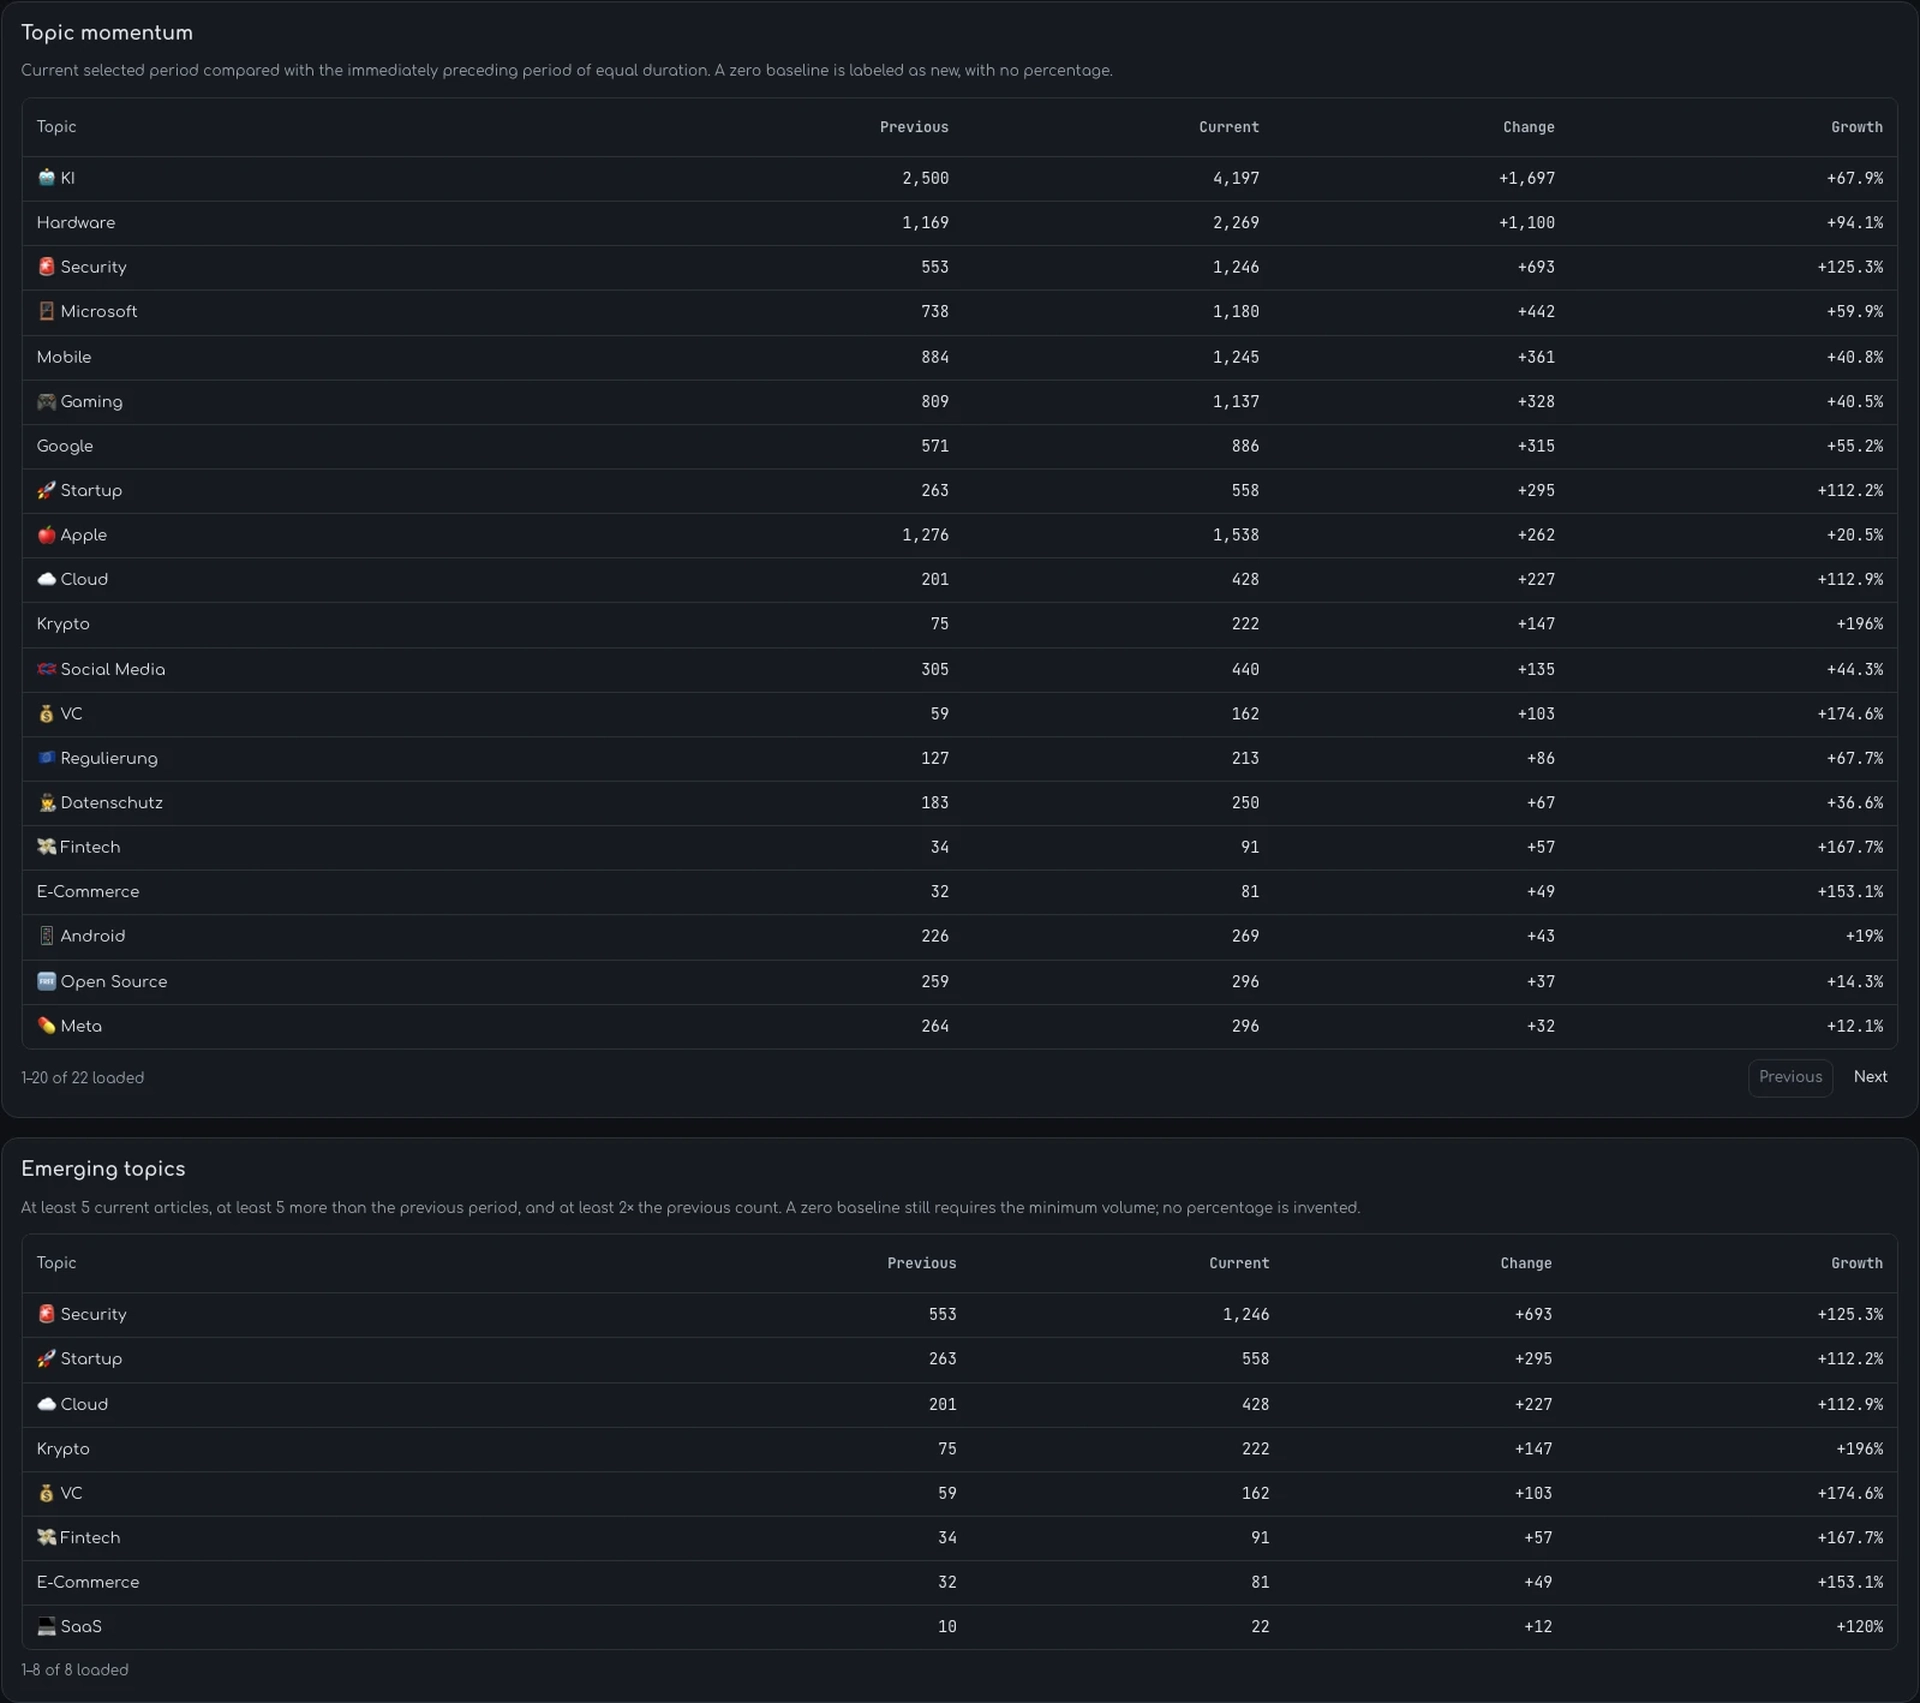 Topic momentum
Current selected period compared with the immediately preceding period of equal duration. A zero baseline is labeled as new, with no percentage.
Topic Previous Current Change Growth
🤖 KI 2,500 4,197 +1,697 +67.9%
Hardware 1,169 2,269 +1,100 +94.1%
🚨 Security 553 1,246 +693 +125.3%
🪟 Microsoft 738 1,180 +442 +59.9%
Mobile 884 1,245 +361 +40.8%
🎮 Gaming 809 1,137 +328 +40.5%
Google 571 886 +315 +55.2%
🚀 Startup 263 558 +295 +112.2%
🍎 Apple 1,276 1,538 +262 +20.5%
☁️ Cloud 201 428 +227 +112.9%
Krypto 75 222 +147 +196%
Social Media 305 440 +135 +44.3%
💰 VC 59 162 +103 +174.6%
🇪🇺 Regulierung 127 213 +86 +67.7%
🕵️ Datenschutz 183 250 +67 +36.6%
💸 Fintech 34 91 +57 +167.7%
E-Commerce 32 81 +49 +153.1%
📱 Android 226 269 +43 +19%
🆓 Open Source 259 296 +37 +14.3%
💊 Meta 264 296 +32 +12.1%
1–20 of 22 loaded Previous Next
Emerging topics
At least 5 current articles, at least 5 more than the previous period, and at least 2× the previous count. A zero baseline still requires the minimum volume; no percentage is invented.
Topic Previous Current Change Growth
🚨 Security 553 1,246 +693 +125.3%
🚀 Startup 263 558 +295 +112.2%
☁️ Cloud 201 428 +227 +112.9%
Krypto 75 222 +147 +196%
💰 VC 59 162 +103 +174.6%
💸 Fintech 34 91 +57 +167.7%
E-Commerce 32 81 +49 +153.1%
💻 SaaS 10 22 +12 +120%
1–8 of 8 loaded